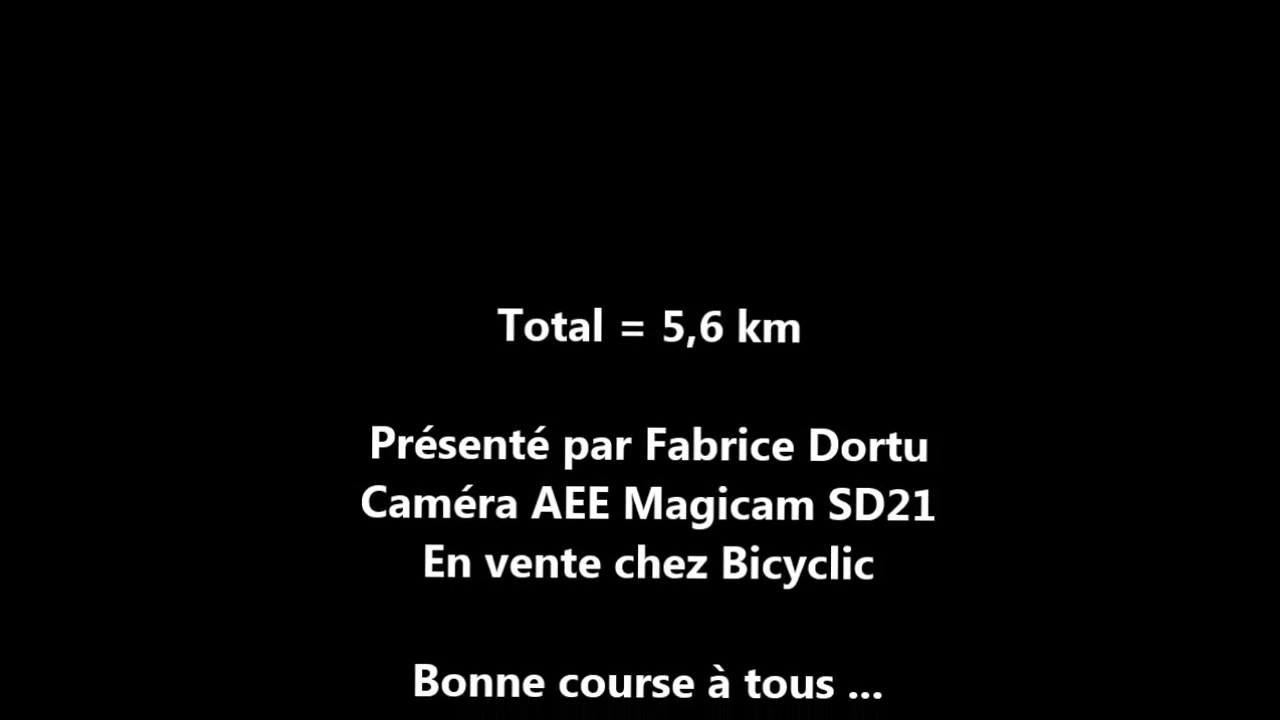 Total = 5,6 km
Présenté par Fabrice Dortu
Caméra AEE Magicam SD21
En vente chez Bicyclic
Bonne course à tous ...